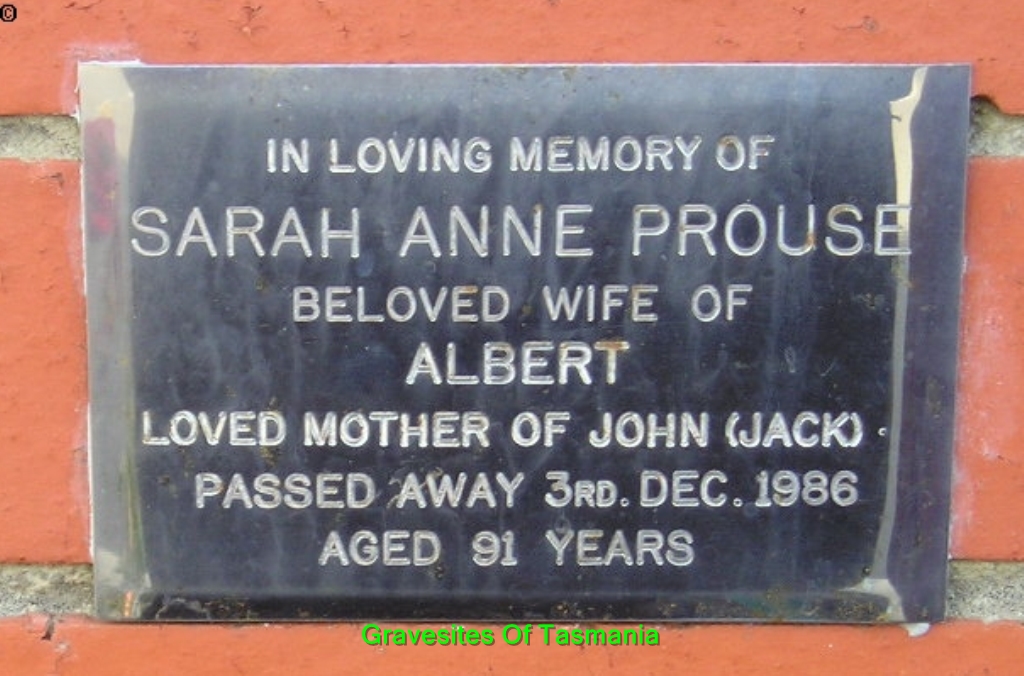 ©
IN LOVING MEMORY OF
SARAH ANNE PROUSE
BELOVED WIFE OF
ALBERT
LOVED MOTHER OF JOHN (JACK).
PASSED AWAY 3RD. DEC. 1986
AGED 91 YEARS
Gravesites Of Tasmania